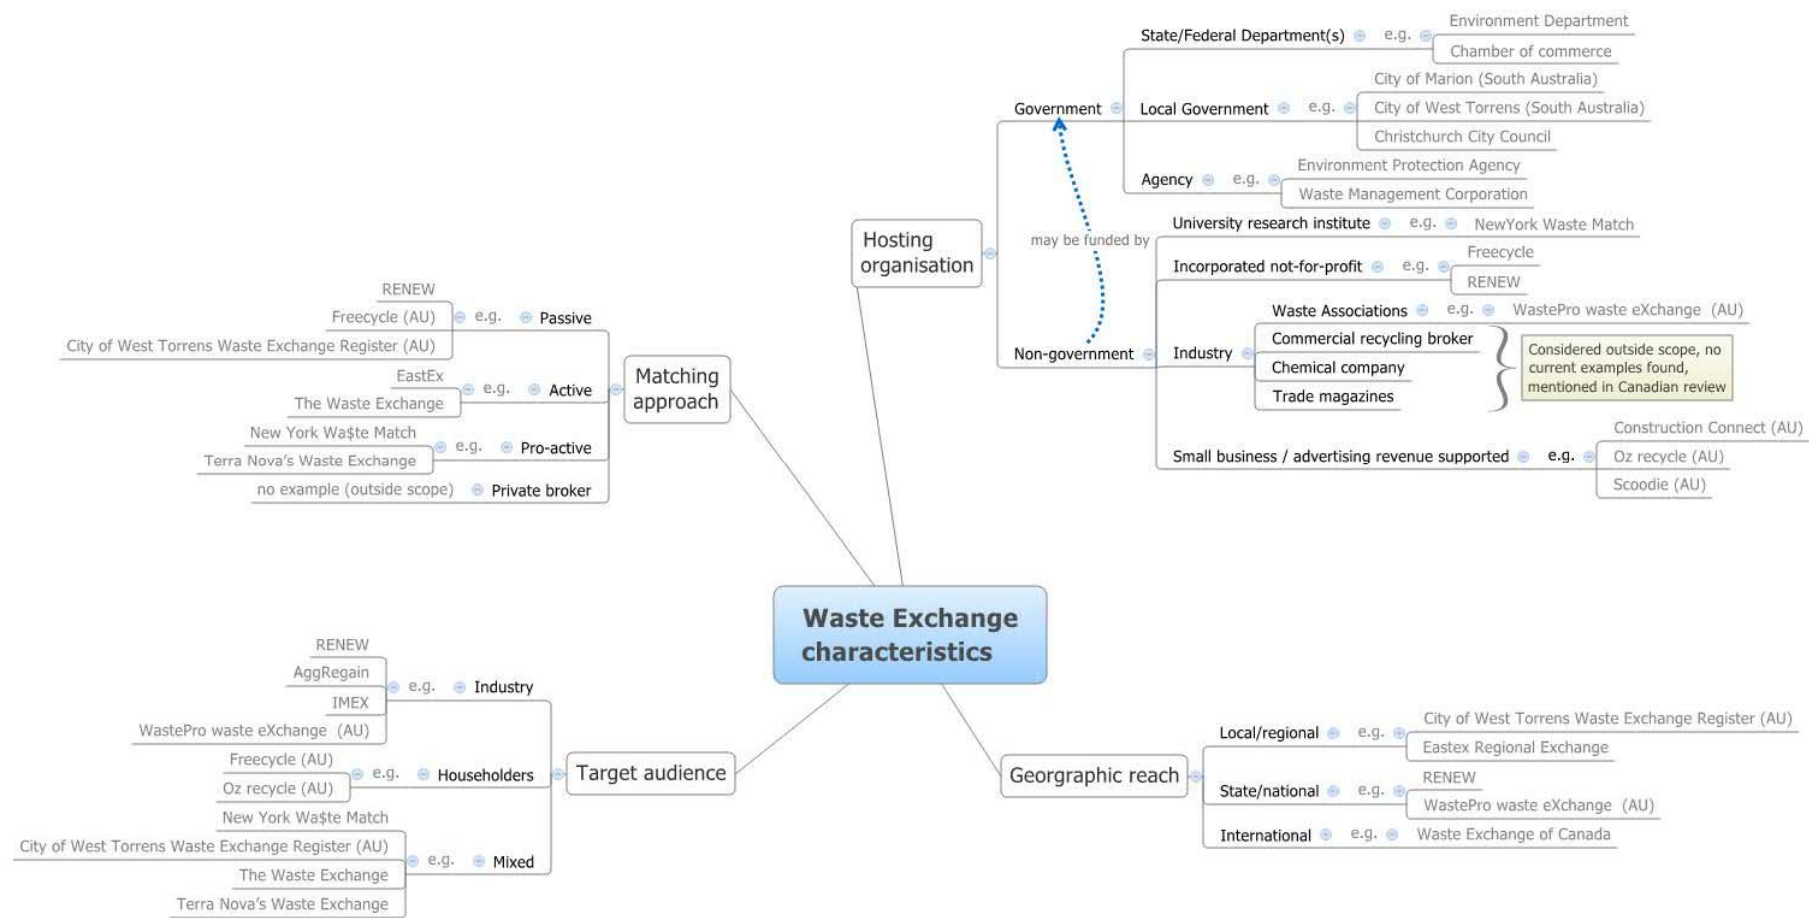 Waste Exchange
characteristics
Hosting
organisation
Government
State/Federal Department(s)
e.g.
Environment Department
Chamber of commerce
Local Government
e.g.
City of Marion (South Australia)
City of West Torrens (South Australia)
Christchurch City Council
Agency
e.g.
Environment Protection Agency
Waste Management Corporation
may be funded by
Non-government
University research institute
e.g.
NewYork Waste Match
Incorporated not-for-profit
e.g.
Freecycle
RENEW
Industry
Waste Associations
e.g.
WastePro waste eXchange (AU)
Commercial recycling broker
Chemical company
Trade magazines
Considered outside scope, no
current examples found,
mentioned in Canadian review
Small business / advertising revenue supported
e.g.
Construction Connect (AU)
Oz recycle (AU)
Scoodie (AU)
Matching
approach
Passive
e.g.
RENEW
Freecycle (AU)
City of West Torrens Waste Exchange Register (AU)
Active
e.g.
EastEx
The Waste Exchange
Pro-active
e.g.
New York Wa$te Match
Terra Nova's Waste Exchange
Private broker
no example (outside scope)
Target audience
Industry
e.g.
RENEW
AggRegain
IMEX
WastePro waste eXchange (AU)
Householders
e.g.
Freecycle (AU)
Oz recycle (AU)
Mixed
e.g.
New York Wa$te Match
City of West Torrens Waste Exchange Register (AU)
The Waste Exchange
Terra Nova's Waste Exchange
Georgraphic reach
Local/regional
e.g.
City of West Torrens Waste Exchange Register (AU)
Eastex Regional Exchange
State/national
e.g.
RENEW
WastePro waste eXchange (AU)
International
e.g.
Waste Exchange of Canada